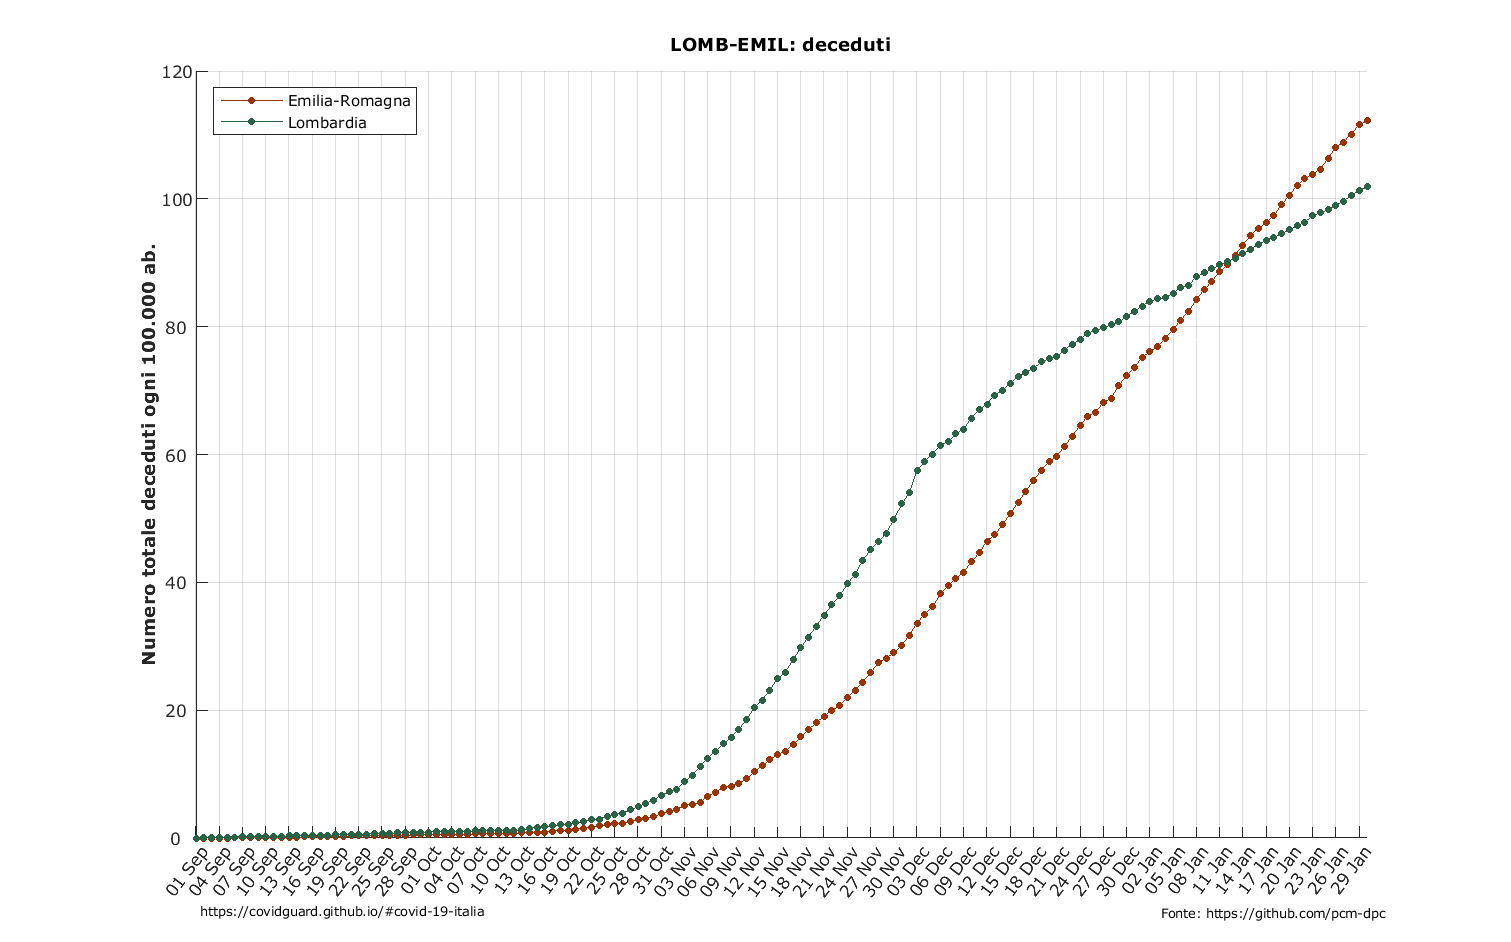 LOMB-EMIL: deceduti
Numero totale deceduti ogni 100.000 ab.
120
100
80
60
40
20
0
Emilia-Romagna
Lombardia
01 Sep
04 Sep
07 Sep
10 Sep
13 Sep
16 Sep
19 Sep
22 Sep
25 Sep
28 Sep
01 Oct
04 Oct
07 Oct
10 Oct
13 Oct
16 Oct
19 Oct
22 Oct
25 Oct
28 Oct
31 Oct
03 Nov
06 Nov
09 Nov
12 Nov
15 Nov
18 Nov
21 Nov
24 Nov
27 Nov
30 Nov
03 Dec
06 Dec
09 Dec
12 Dec
15 Dec
18 Dec
21 Dec
24 Dec
27 Dec
30 Dec
02 Jan
05 Jan
08 Jan
11 Jan
14 Jan
17 Jan
20 Jan
23 Jan
26 Jan
29 Jan
https://covidguard.github.io/#covid-19-italia
Fonte: https://github.com/pcm-dpc